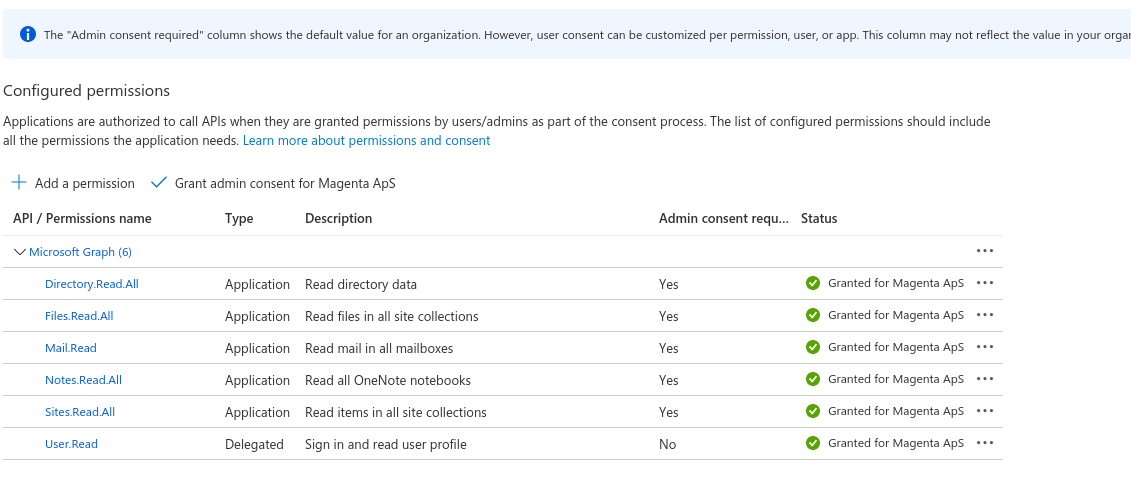 The "Admin consent required" column shows the default value for an organization. However, user consent can be customized per permission, user, or app. This column may not reflect the value in your
Configured permissions
Applications are authorized to call APIs when they are granted permissions by users/admins as part of the consent process. The list of configured permissions should include
all the permissions the application needs. Learn more about permissions and consent
Add a permission Grant admin consent for Magenta ApS
API / Permissions name Type Description Admin consent requ... Status
Microsoft Graph (6)
Directory.Read.All Application Read directory data Yes Granted for Magenta ApS
Files.Read.All Application Read files in all site collections Yes Granted for Magenta ApS
Mail.Read Application Read mail in all mailboxes Yes Granted for Magenta ApS
Notes.Read.All Application Read all OneNote notebooks Yes Granted for Magenta ApS
Sites.Read.All Application Read items in all site collections Yes Granted for Magenta ApS
User.Read Delegated Sign in and read user profile No Granted for Magenta ApS